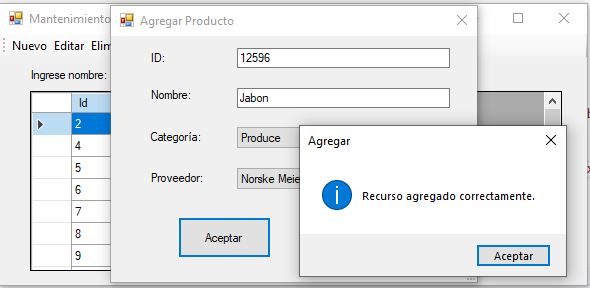 Mantenimiento
Agregar Producto
Nuevo Editar Elim
Ingrese nombre:
Id
2
4
5
6
7
8
9
ID:
12596
Nombre:
Jabon
Categoría:
Produce
Proveedor:
Norske Meie
Aceptar
Agregar
Recurso agregado correctamente.
Aceptar